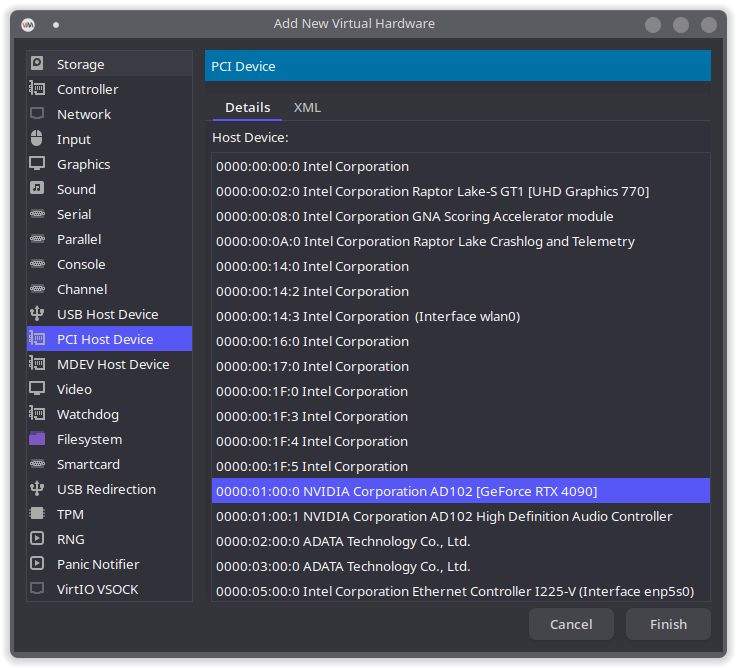 Add New Virtual Hardware
Storage
Controller
Network
Input
Graphics
Sound
Serial
Parallel
Console
Channel
USB Host Device
PCI Host Device
MDEV Host Device
Video
Watchdog
Filesystem
Smartcard
USB Redirection
TPM
RNG
Panic Notifier
VirtIO VSOCK
PCI Device
Details XML
Host Device:
0000:00:00:0 Intel Corporation
0000:00:02:0 Intel Corporation Raptor Lake-S GT1 [UHD Graphics 770]
0000:00:08:0 Intel Corporation GNA Scoring Accelerator module
0000:00:0A:0 Intel Corporation Raptor Lake Crashlog and Telemetry
0000:00:14:0 Intel Corporation
0000:00:14:2 Intel Corporation
0000:00:14:3 Intel Corporation (Interface wlan0)
0000:00:16:0 Intel Corporation
0000:00:17:0 Intel Corporation
0000:00:1F:0 Intel Corporation
0000:00:1F:3 Intel Corporation
0000:00:1F:4 Intel Corporation
0000:00:1F:5 Intel Corporation
0000:01:00:0 NVIDIA Corporation AD102 [GeForce RTX 4090]
0000:01:00:1 NVIDIA Corporation AD102 High Definition Audio Controller
0000:02:00:0 ADATA Technology Co., Ltd.
0000:03:00:0 ADATA Technology Co., Ltd.
0000:05:00:0 Intel Corporation Ethernet Controller I225-V (Interface enp5s0)
Cancel Finish